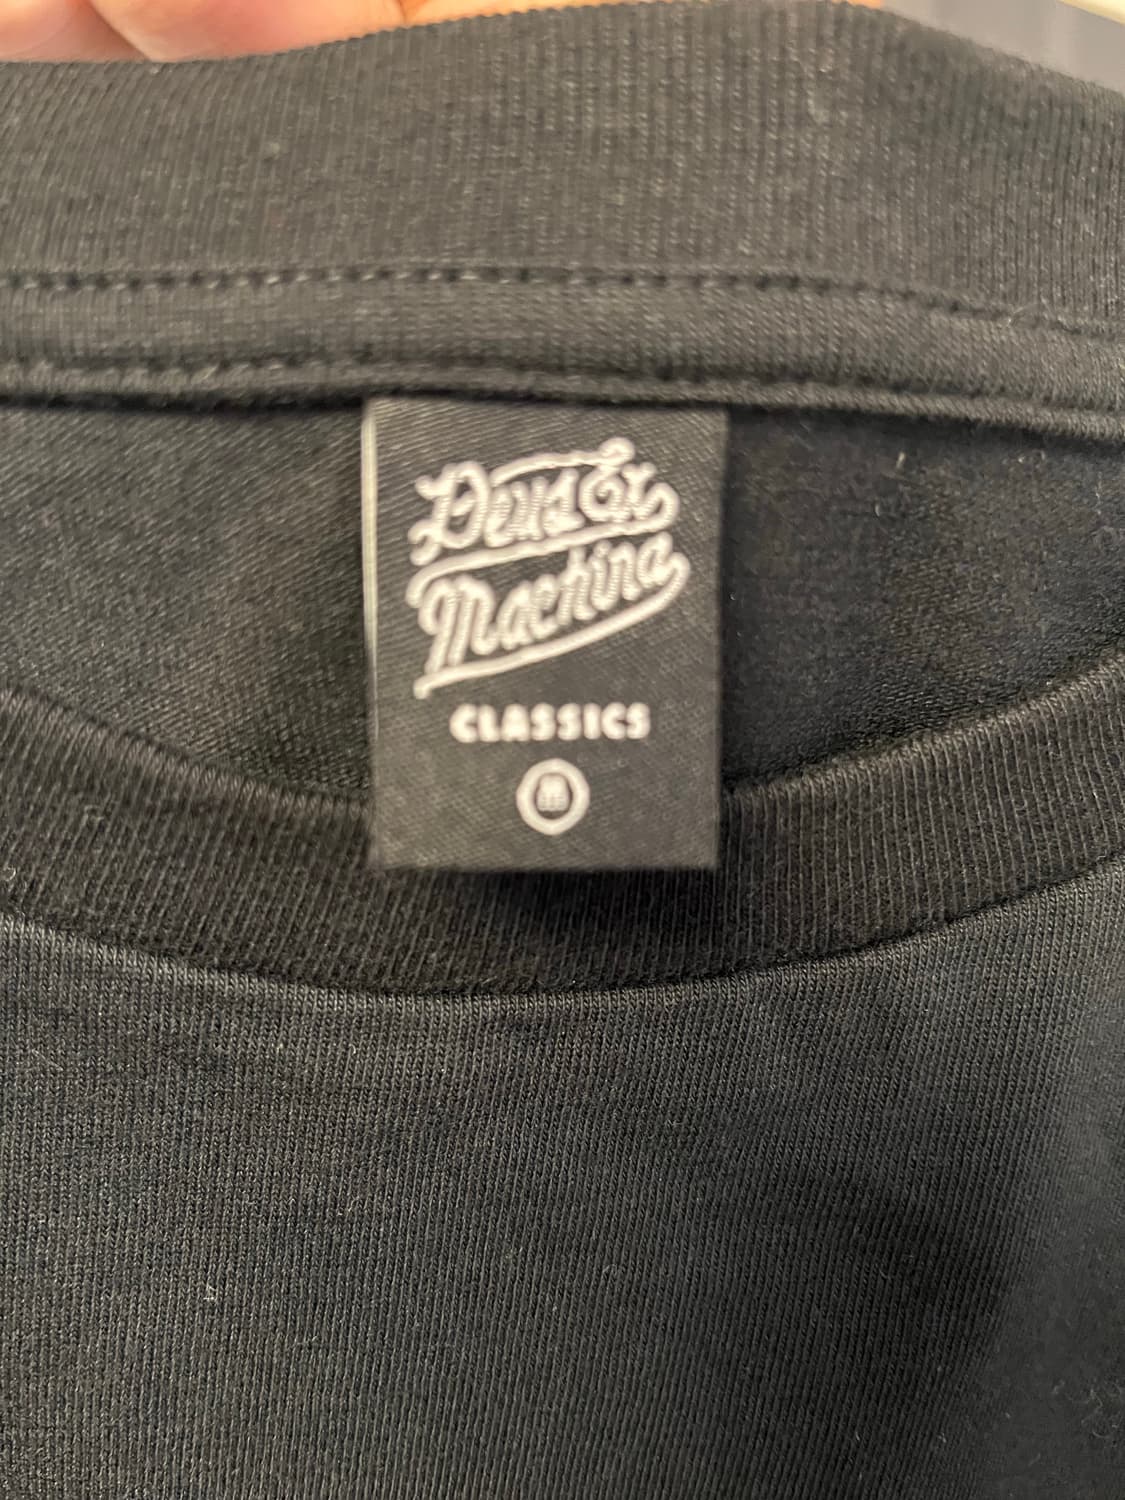 Deus Ex
Machina
CLASSICS
M